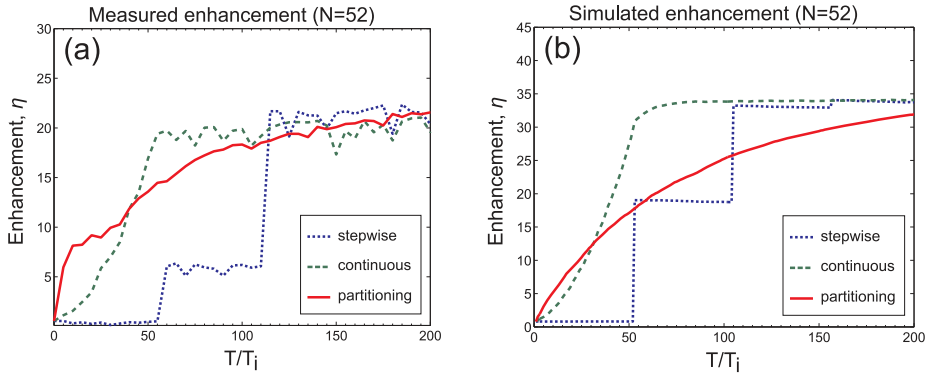 Measured enhancement (N=52)
(a)
Enhancement, η
30
25
20
15
10
5
0
50
100
150
200
T/Ti
stepwise
continuous
partitioning
Simulated enhancement (N=52)
(b)
Enhancement, η
45
40
35
30
25
20
15
10
5
0
0
50
100
150
200
T/Ti
stepwise
continuous
partitioning